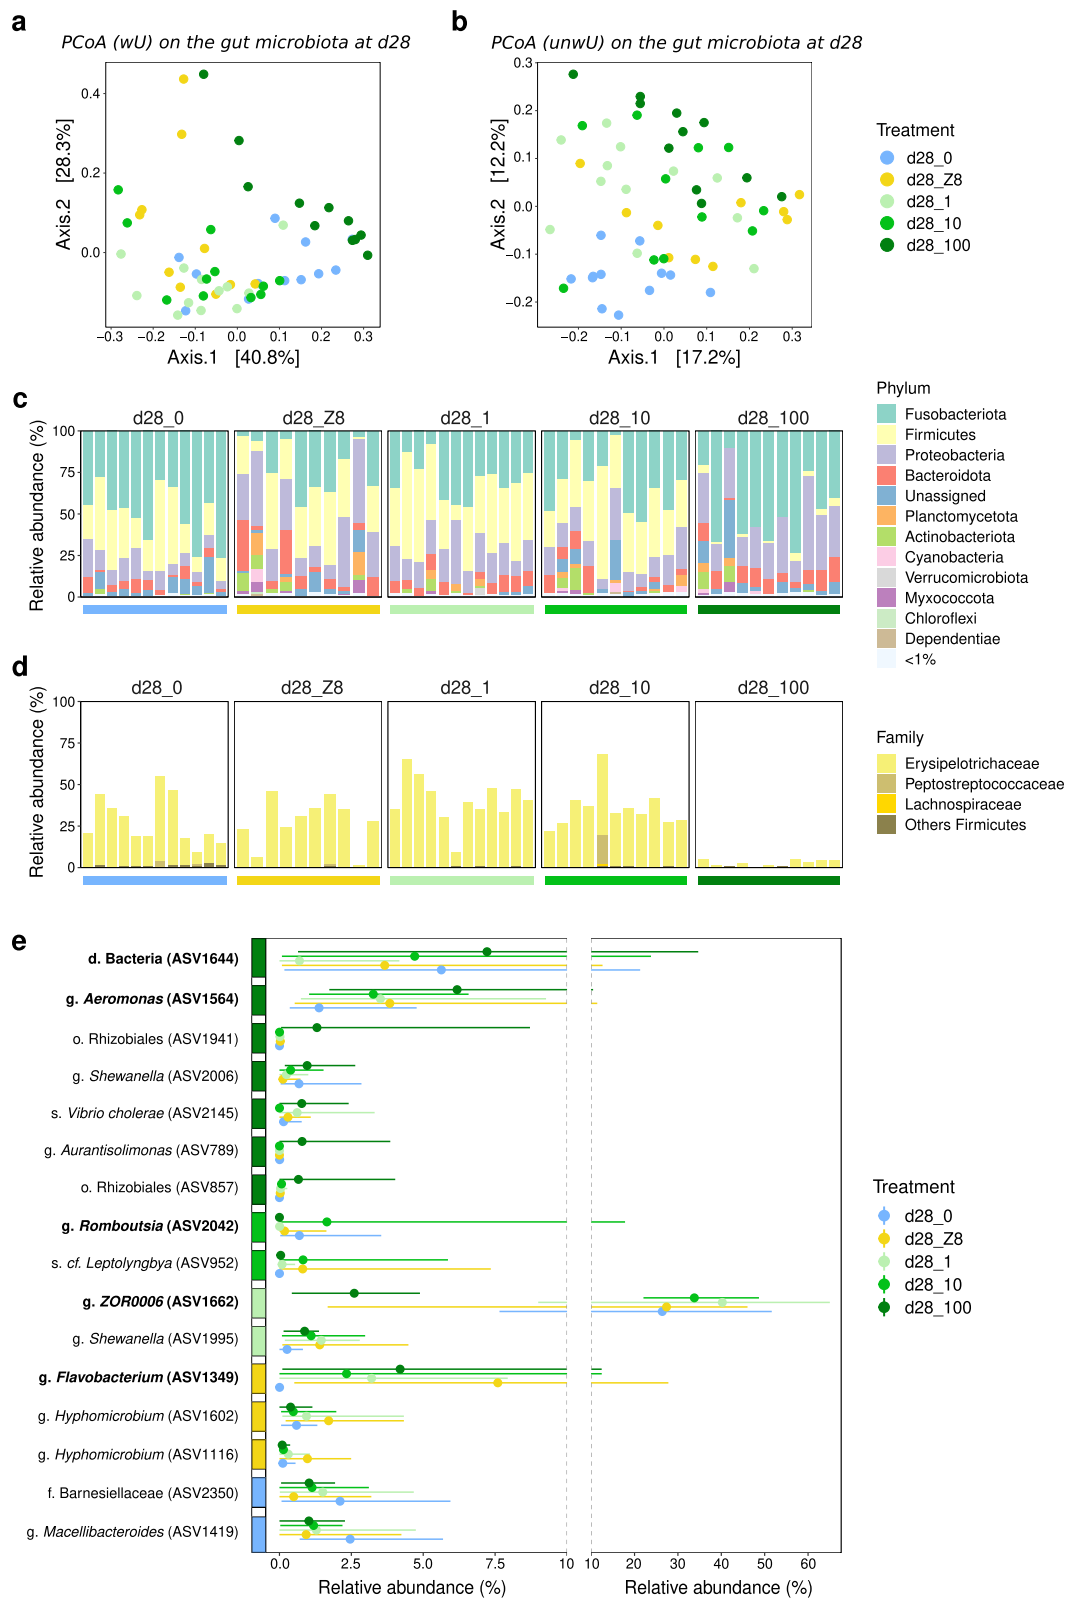 a
b
PCoA (wU) on the gut microbiota at d28
PCoA (unwU) on the gut microbiota at d28
Axis.2 [28.3%]
0.4
0.2
0.0
−0.3 −0.2 −0.1 0.0 0.1 0.2 0.3
Axis.1 [40.8%]
Axis.2 [12.2%]
0.3
0.2
0.1
0.0
−0.1
−0.2
−0.2 −0.1 0.0 0.1 0.2 0.3
Axis.1 [17.2%]
Treatment
d28_0
d28_Z8
d28_1
d28_10
d28_100
c
d28_0 d28_Z8 d28_1 d28_10 d28_100
Relative abundance (%)
100
75
50
25
0
Phylum
Fusobacteriota
Firmicutes
Proteobacteria
Bacteroidota
Unassigned
Planctomycetota
Actinobacteriota
Cyanobacteria
Verrucomicrobiota
Myxococcota
Chloroflexi
Dependentiae
<1%
d
d28_0 d28_Z8 d28_1 d28_10 d28_100
Relative abundance (%)
100
75
50
25
0
Family
Erysipelotrichaceae
Peptostreptococcaceae
Lachnospiraceae
Others Firmicutes
e
d. Bacteria (ASV1644)
g. Aeromonas (ASV1564)
o. Rhizobiales (ASV1941)
g. Shewanella (ASV2006)
s. Vibrio cholerae (ASV2145)
g. Aurantisolimonas (ASV789)
o. Rhizobiales (ASV857)
g. Romboutsia (ASV2042)
s. cf. Leptolyngbya (ASV952)
g. ZOR0006 (ASV1662)
g. Shewanella (ASV1995)
g. Flavobacterium (ASV1349)
g. Hyphomicrobium (ASV1602)
g. Hyphomicrobium (ASV1116)
f. Barnesiellaceae (ASV2350)
g. Macellibacteroides (ASV1419)
0.0 2.5 5.0 7.5 10 10 20 30 40 50 60
Relative abundance (%) Relative abundance (%)
Treatment
d28_0
d28_Z8
d28_1
d28_10
d28_100